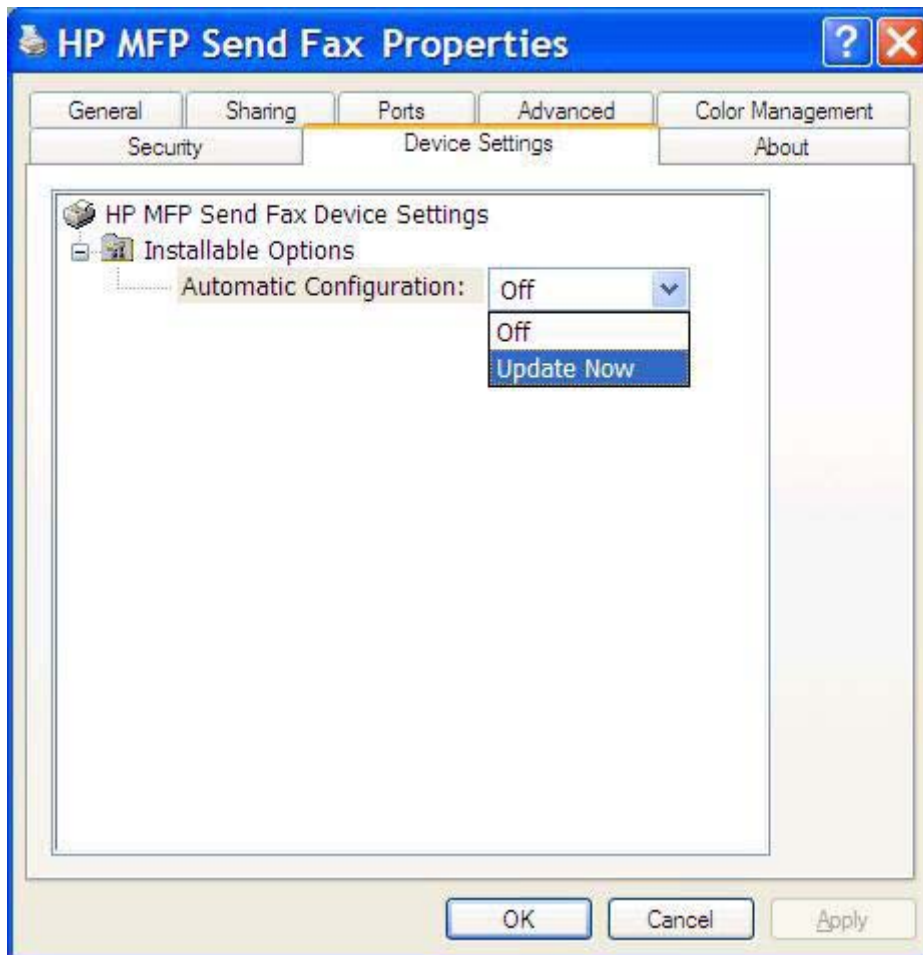 HP MFP Send Fax Properties
General Sharing Ports Advanced Color Management
Security Device Settings About
HP MFP Send Fax Device Settings
Installable Options
Automatic Configuration: Off
Off
Update Now
OK Cancel Apply